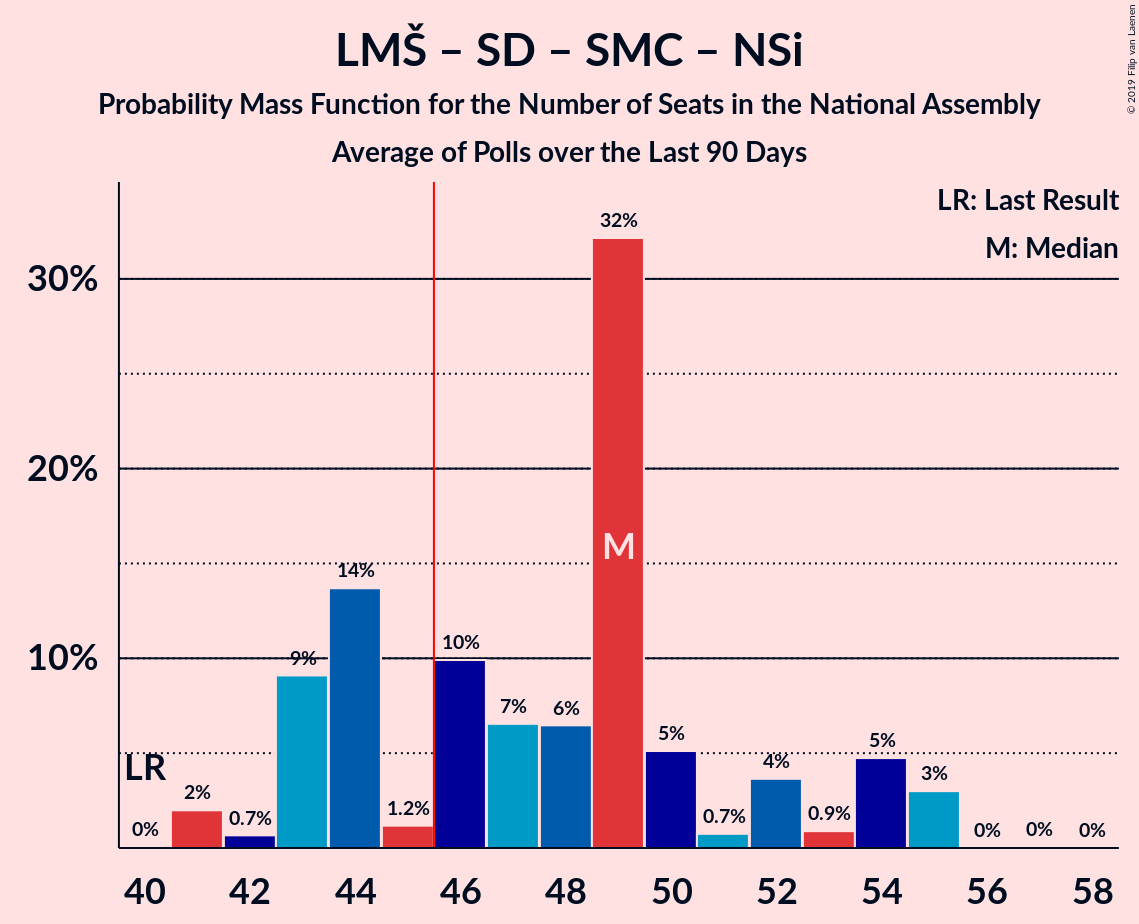 LMŠ – SD – SMC – NSi
Probability Mass Function for the Number of Seats in the National Assembly
Average of Polls over the Last 90 Days
© 2019 Filip van Laenen
LR: Last Result
M: Median
30%
20%
10%
LR
0%
2%
0.7%
9%
14%
1.2%
10%
7%
6%
32%
M
5%
0.7%
4%
0.9%
5%
3%
0%
0%
0%
40 42 44 46 48 50 52 54 56 58